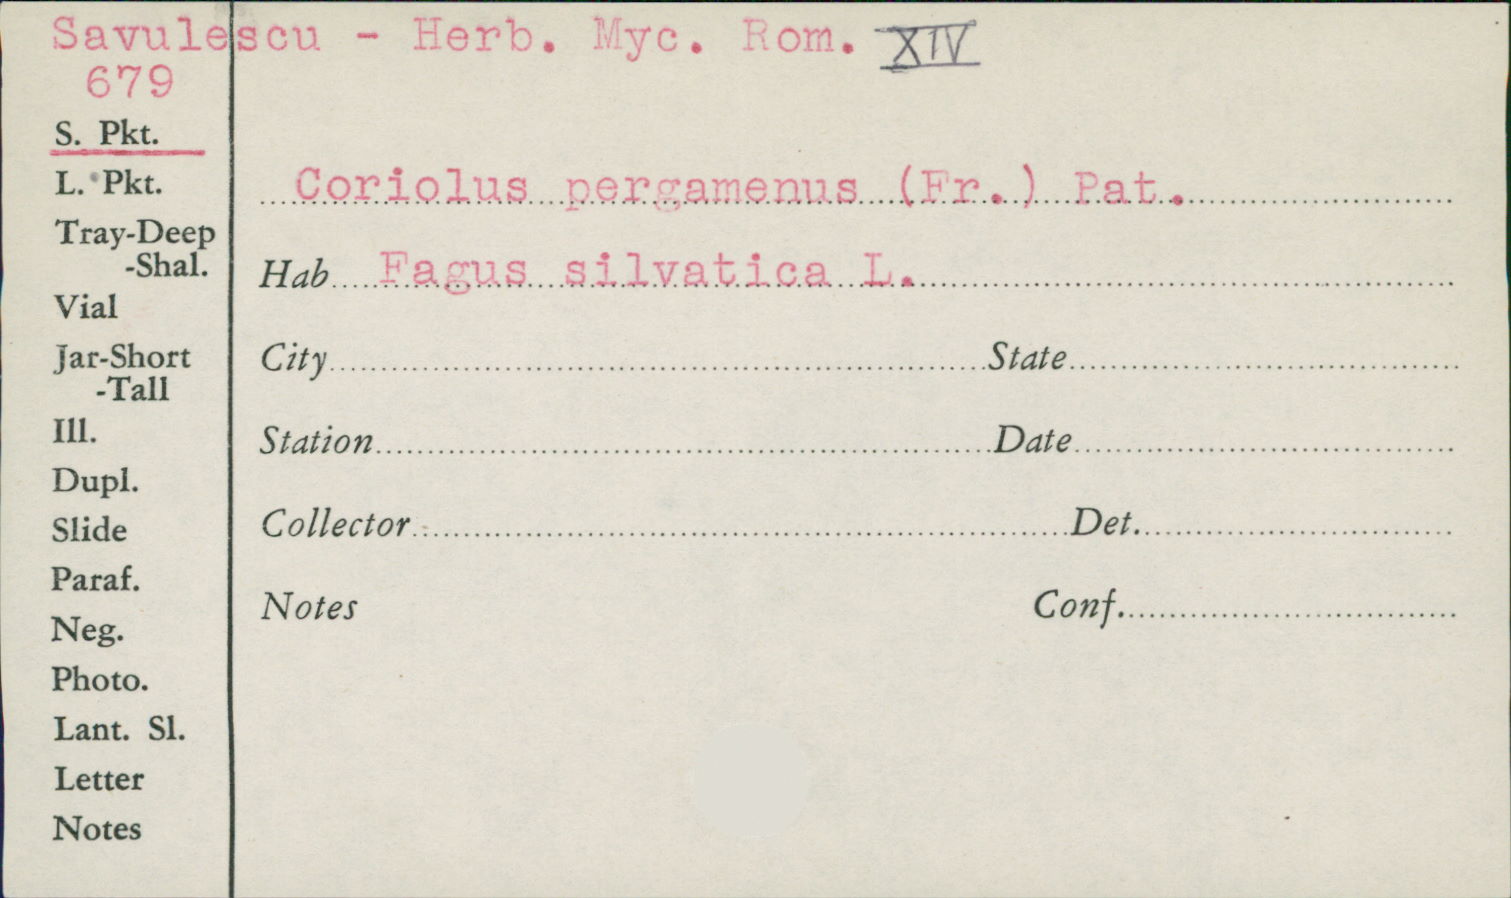 Savulescu - Herb. Myc. Rom. XIV
679
S. Pkt.
L. Pkt.
Tray-Deep
-Shal.
Vial
Jar-Short
-Tall
Ill.
Dupl.
Slide
Paraf.
Neg.
Photo.
Lant. Sl.
Letter
Notes
Coriolus pergamenus (Fr.) Pat.
Hab Fagus silvatica L.
City State
Station Date
Collector Det.
Notes Conf.